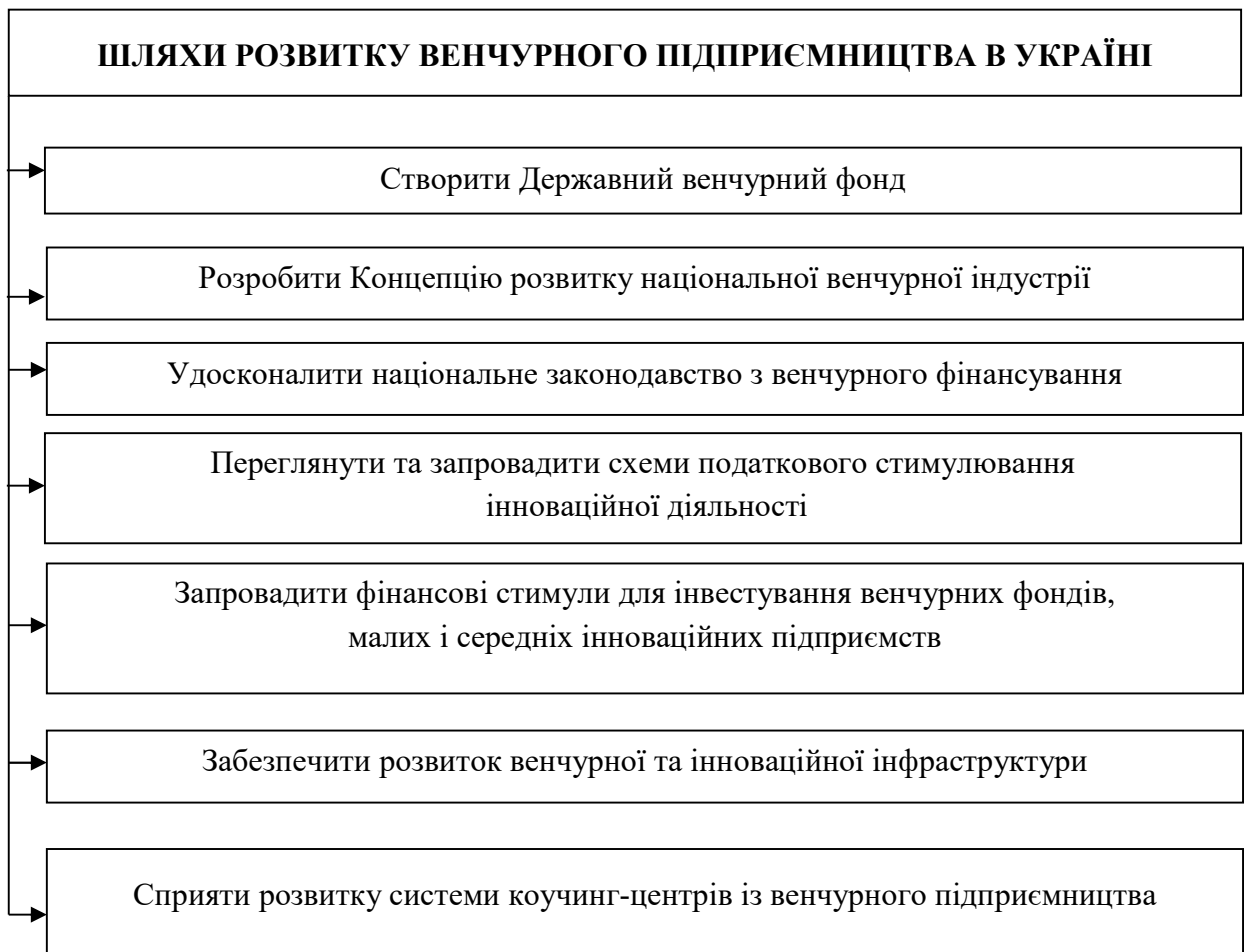 ШЛЯХИ РОЗВИТКУ ВЕНЧУРНОГО ПІДПРИЄМНИЦТВА В УКРАЇНІ
Створити Державний венчурний фонд
Розробити Концепцію розвитку національної венчурної індустрії
Удосконалити національне законодавство з венчурного фінансування
Переглянути та запровадити схеми податкового стимулювання
інноваційної діяльності
Запровадити фінансові стимули для інвестування венчурних фондів,
малих і середніх інноваційних підприємств
Забезпечити розвиток венчурної та інноваційної інфраструктури
Сприяти розвитку системи коучинг-центрів із венчурного підприємництва